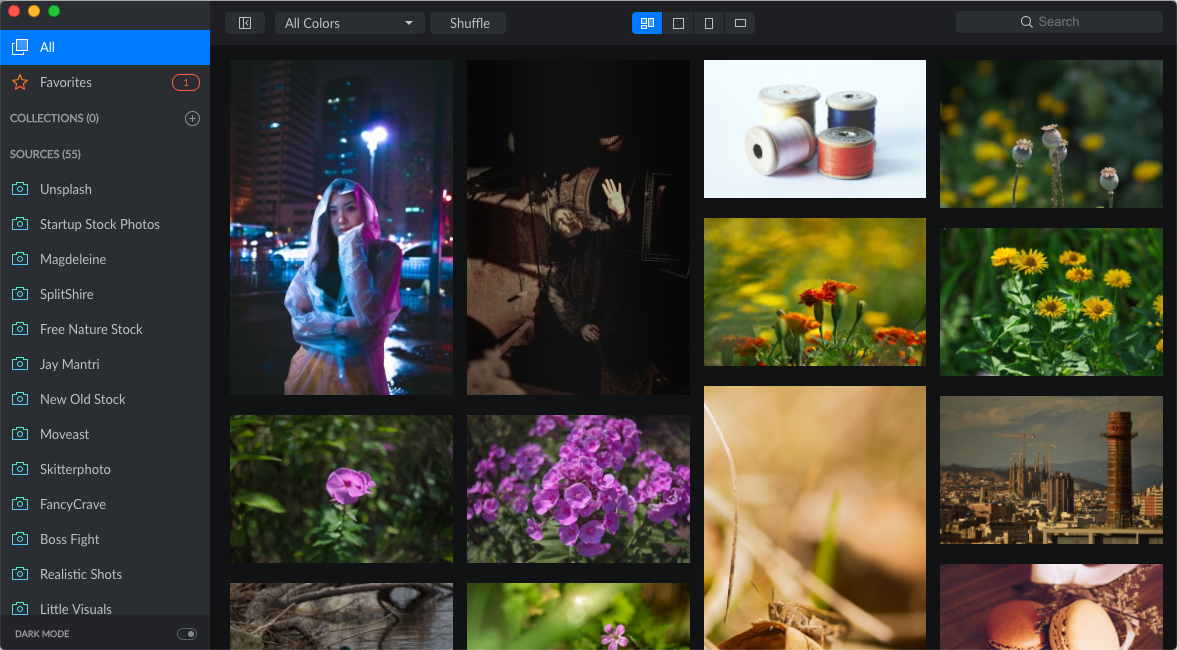 All Colors
Shuffle
Search
All
Favorites
1
COLLECTIONS (0)
SOURCES (55)
Unsplash
Startup Stock Photos
Magdeleine
SplitShire
Free Nature Stock
Jay Mantri
New Old Stock
Moveast
Skitterphoto
FancyCrave
Boss Fight
Realistic Shots
Little Visuals
DARK MODE